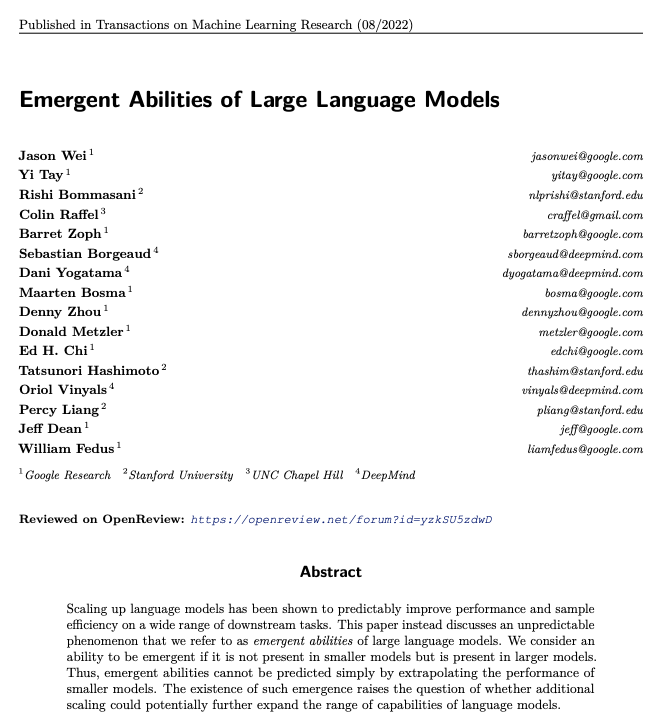 Published in Transactions on Machine Learning Research (08/2022)
Emergent Abilities of Large Language Models
Jason Wei 1 jasonwei@google.com
Yi Tay 1 yitay@google.com
Rishi Bommasani 2 nlprishi@stanford.edu
Colin Raffel 3 craffel@gmail.com
Barret Zoph 1 barretzoph@google.com
Sebastian Borgeaud 4 sborgeaud@deepmind.com
Dani Yogatama 4 dyogatama@deepmind.com
Maarten Bosma 1 bosma@google.com
Denny Zhou 1 dennyzhou@google.com
Donald Metzler 1 metzler@google.com
Ed H. Chi 1 edchi@google.com
Tatsunori Hashimoto 2 thashim@stanford.edu
Oriol Vinyals 4 vinyals@deepmind.com
Percy Liang 2 pliang@stanford.edu
Jeff Dean 1 jeff@google.com
William Fedus 1 liamfedus@google.com
1 Google Research 2 Stanford University 3 UNC Chapel Hill 4 DeepMind
Reviewed on OpenReview: https://openreview.net/forum?id=yzkSU5zdwD
Abstract
Scaling up language models has been shown to predictably improve performance and sample
efficiency on a wide range of downstream tasks. This paper instead discusses an unpredictable
phenomenon that we refer to as emergent abilities of large language models. We consider an
ability to be emergent if it is not present in smaller models but is present in larger models.
Thus, emergent abilities cannot be predicted simply by extrapolating the performance of
smaller models. The existence of such emergence raises the question of whether additional
scaling could potentially further expand the range of capabilities of language models.